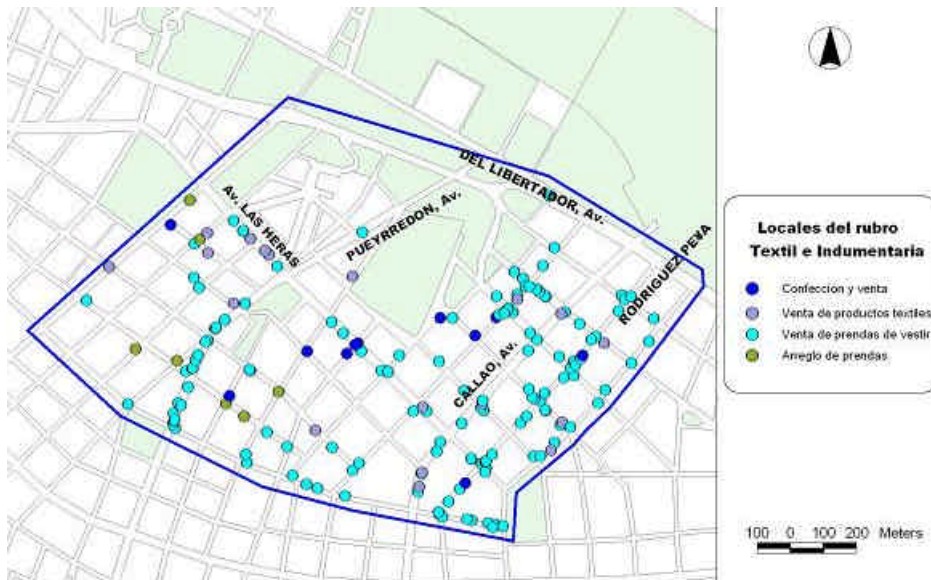 DEL LIBERTADOR, Av.
Av. LAS HERAS
PUEYRREDON, Av.
RODRIGUEZ PEÑA
CALLAO, Av.
Locales del rubro
Textil e Indumentaria
Confeccion y venta
Venta de productos textiles
Venta de prendas de vestir
Arreglo de prendas
100 0 100 200 Meters